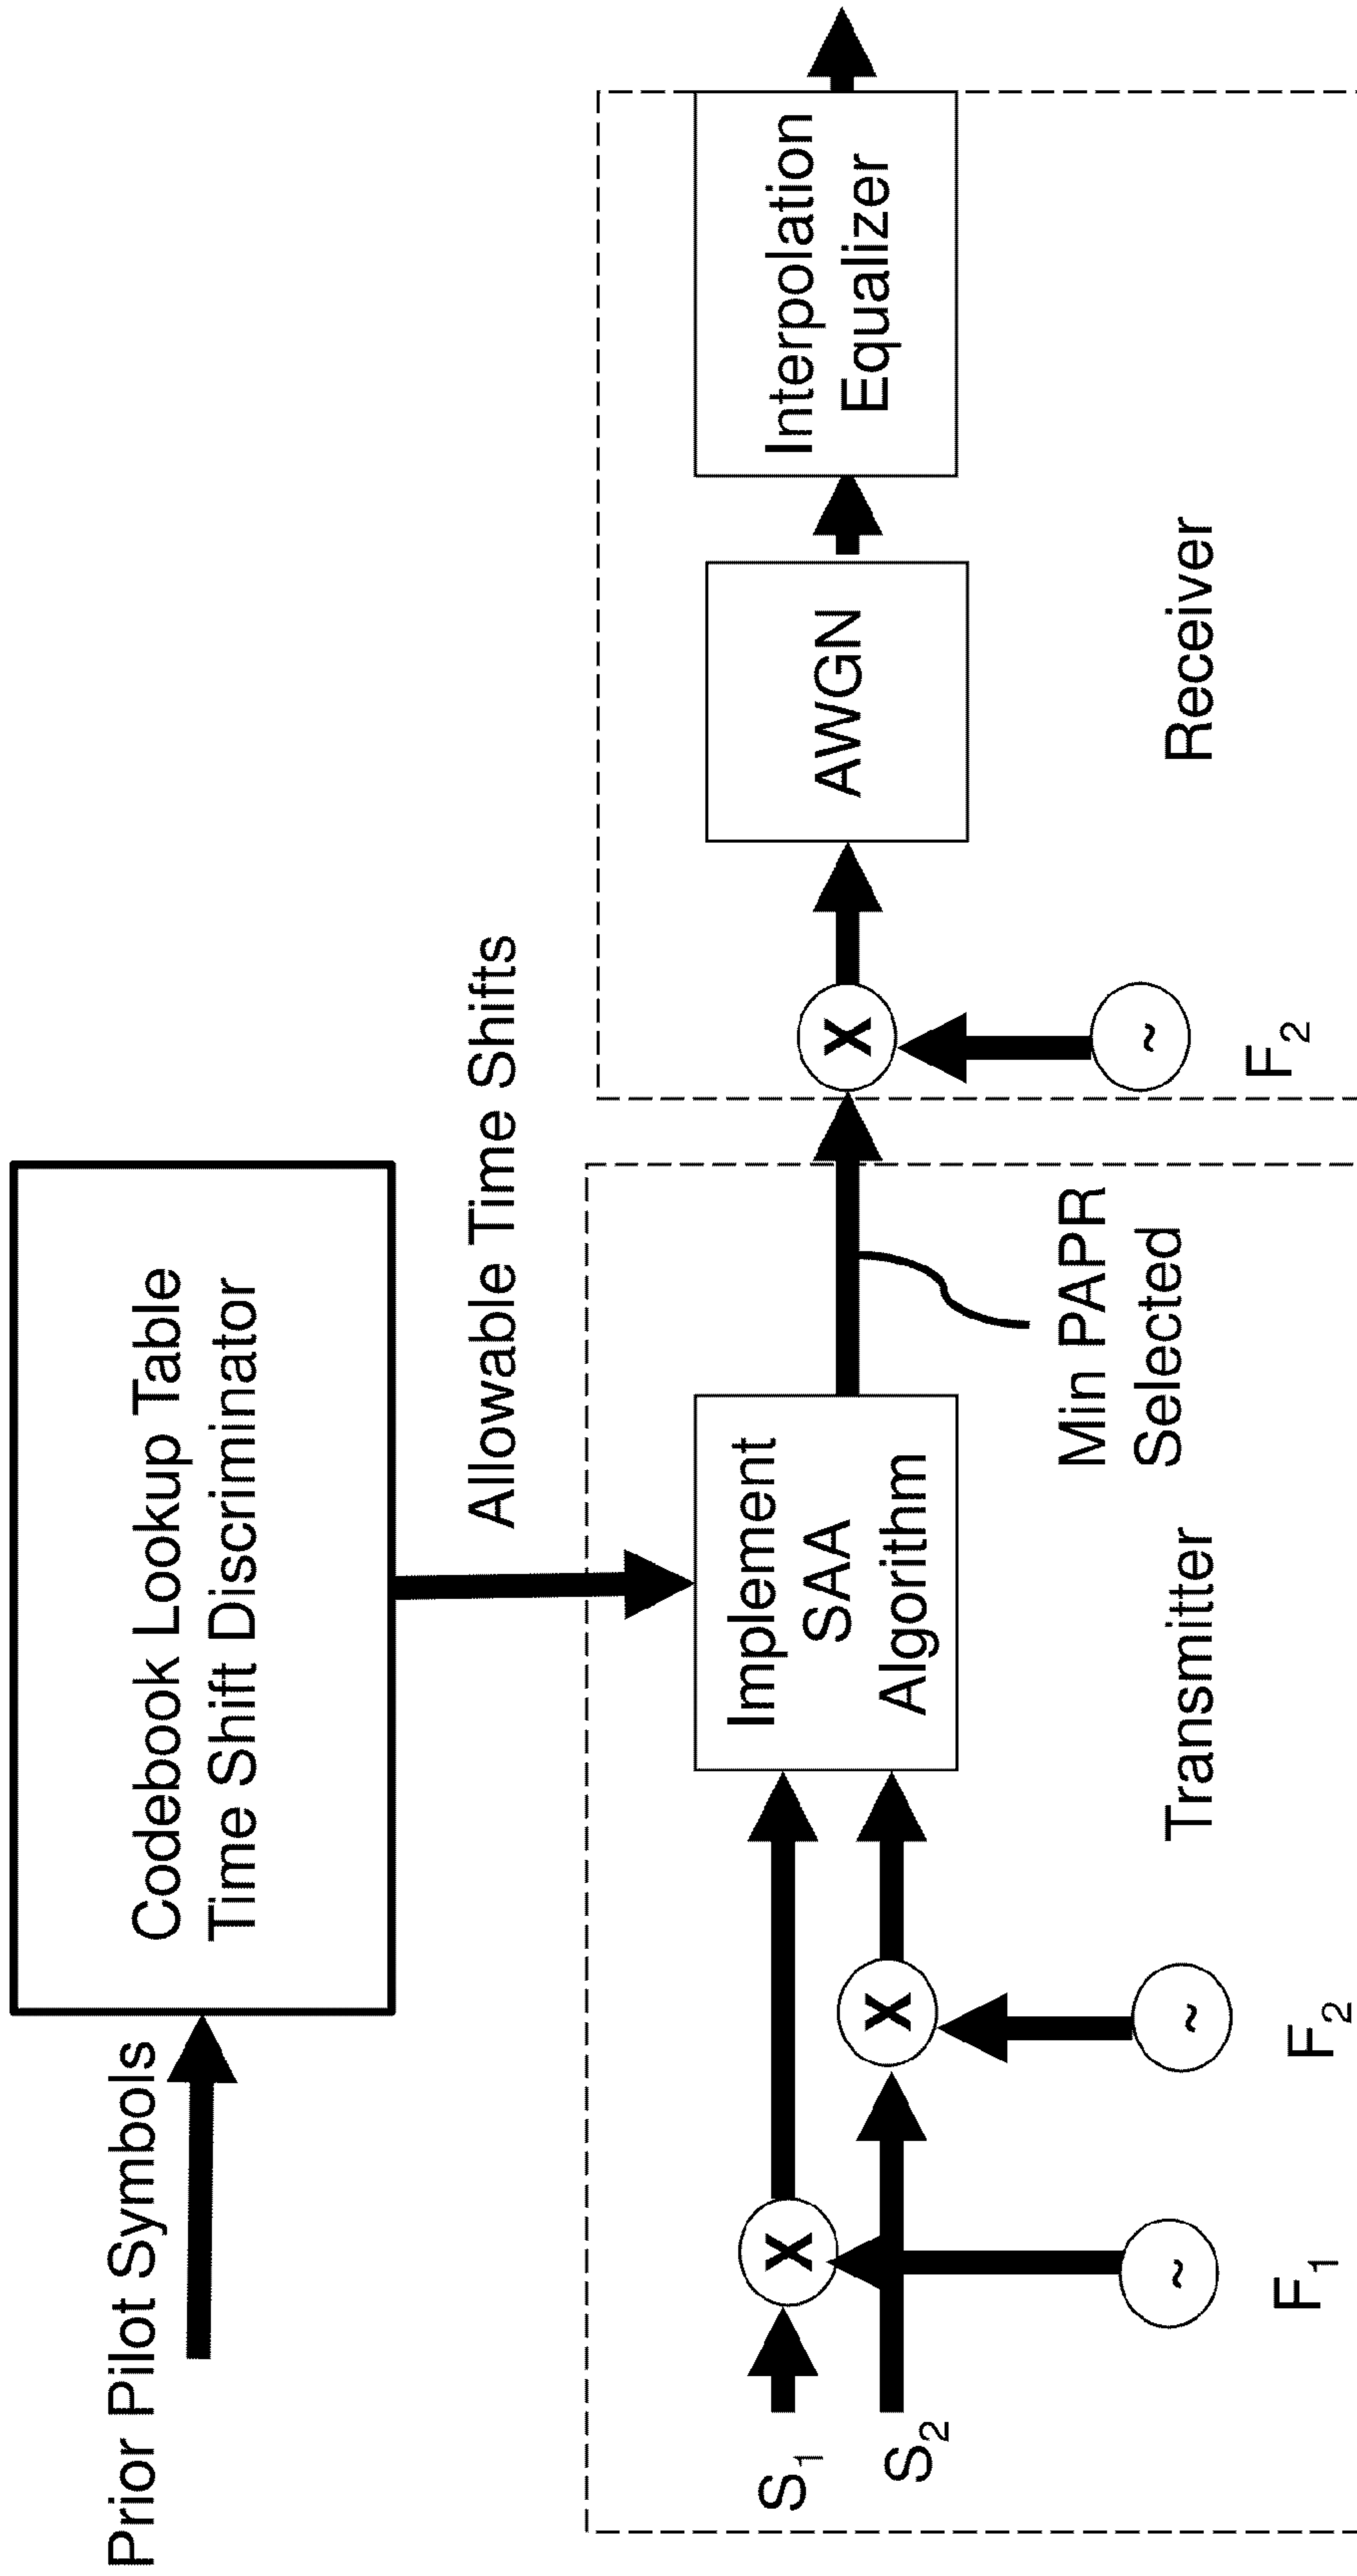 Prior Pilot Symbols
Codebook Lookup Table
Time Shift Discriminator
Allowable Time Shifts
S₁
S₂
X
X
~
F₁
~
F₂
Implement
SAA
Algorithm
Min PAPR
Selected
Transmitter
X
~
F₂
AWGN
Interpolation
Equalizer
Receiver